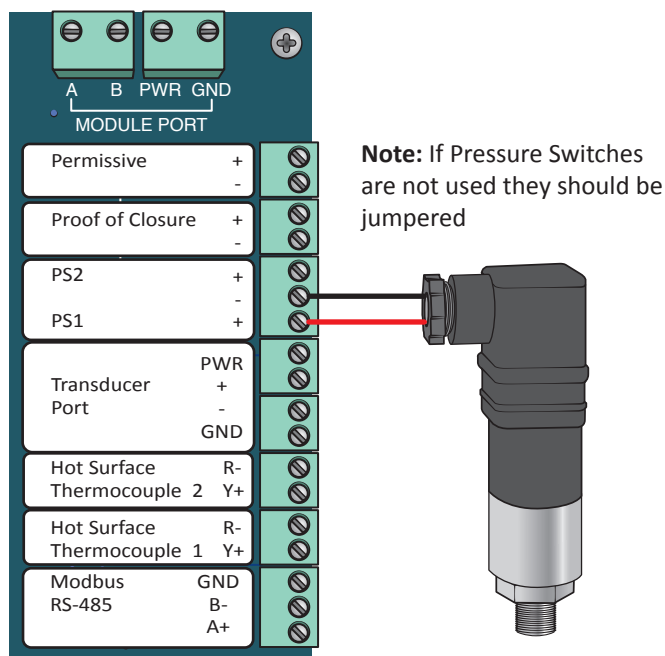 A B PWR GND
MODULE PORT
Permissive +
-
Proof of Closure +
-
PS2 +
-
PS1 +
PWR
Transducer +
Port -
GND
Hot Surface R-
Thermocouple 2 Y+
Hot Surface R-
Thermocouple 1 Y+
Modbus GND
RS-485 B-
A+
Note: If Pressure Switches
are not used they should be
jumpered